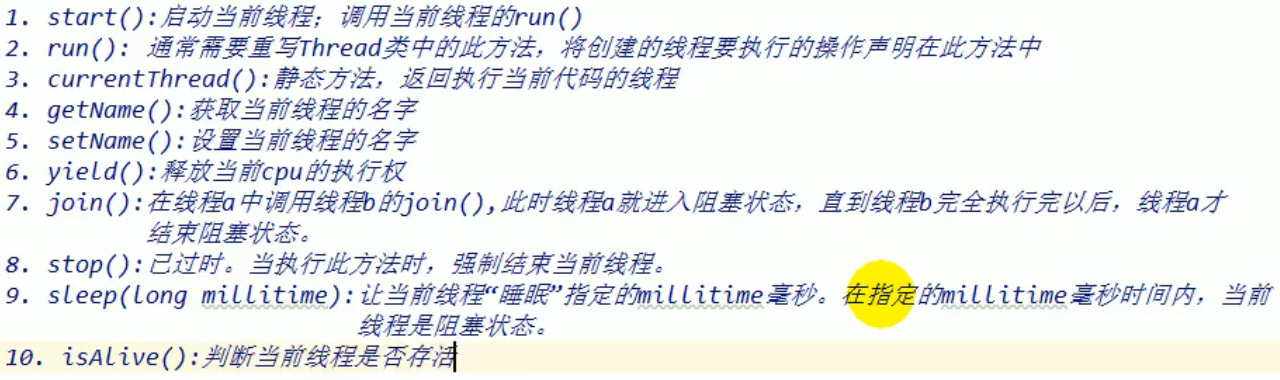 1. start():启动当前线程；调用当前线程的run()
2. run(): 通常需要重写Thread类中的此方法，将创建的线程要执行的操作声明在此方法中
3. currentThread():静态方法，返回执行当前代码的线程
4. getName():获取当前线程的名字
5. setName():设置当前线程的名字
6. yield():释放当前cpu的执行权
7. join():在线程a中调用线程b的join(),此时线程a就进入阻塞状态，直到线程b完全执行完以后，线程a才
结束阻塞状态。
8. stop():已过时。当执行此方法时，强制结束当前线程。
9. sleep(long millitime):让当前线程“睡眠”指定的millitime毫秒。在指定的millitime毫秒时间内，当前
线程是阻塞状态。
10. isAlive():判断当前线程是否存活